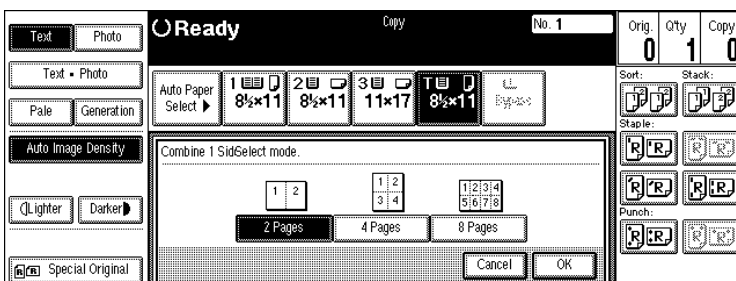 Text
Photo
Text • Photo
Pale
Generation
Auto Image Density
Lighter
Darker
Special Original
Ready
Copy
No. 1
Auto Paper
Select ▶
1
8½×11
2
8½×11
3
11×17
T
8½×11
Bypass
Combine 1 SidSelect mode.
1 2
1 2
3 4
1 2 3 4
5 6 7 8
2 Pages
4 Pages
8 Pages
Cancel
OK
Orig.
Q'ty
Copy
0
1
0
Sort:
Stack:
Staple:
Punch: